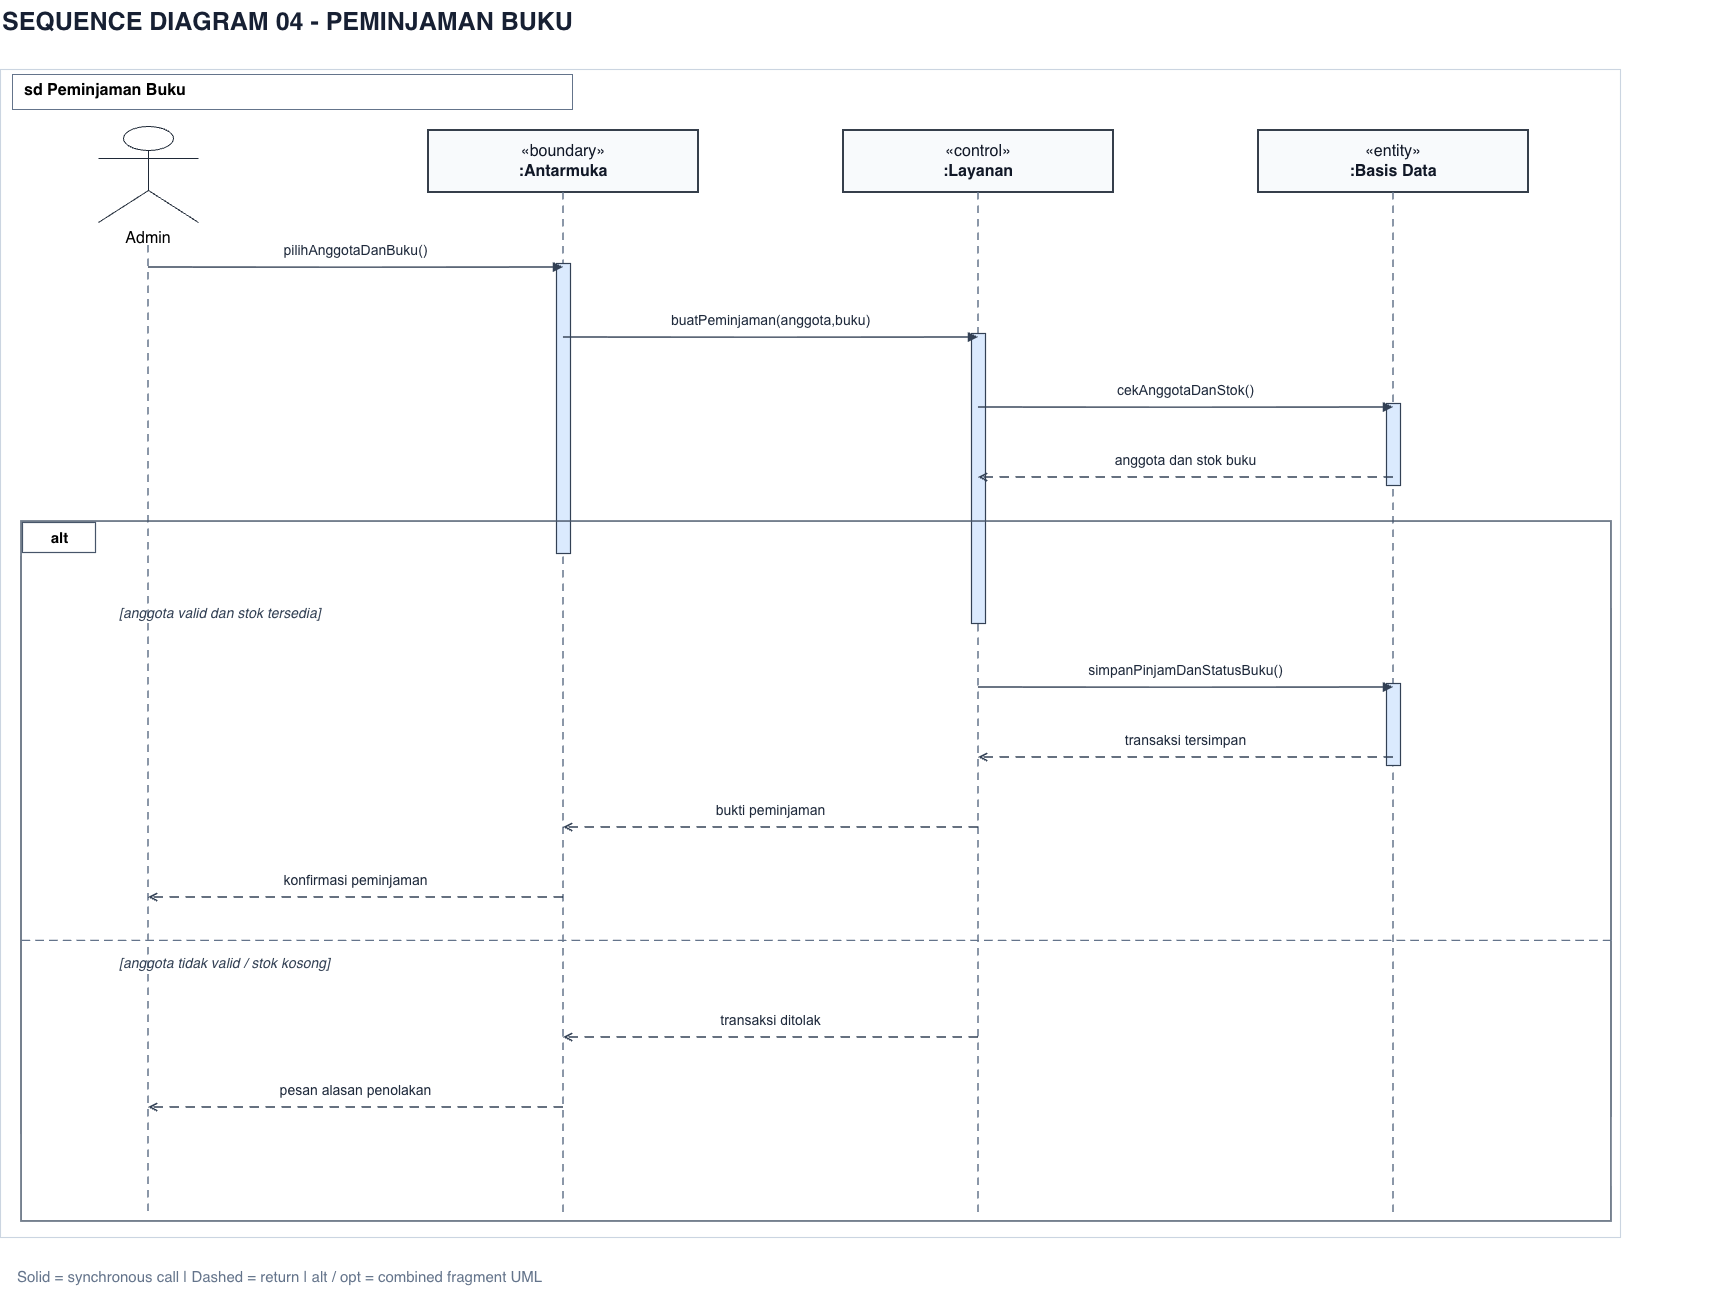 SEQUENCE DIAGRAM 04 - PEMINJAMAN BUKU
sd Peminjaman Buku
Admin
«boundary»
:Antarmuka
«control»
:Layanan
«entity»
:Basis Data
pilihAnggotaDanBuku()
buatPeminjaman(anggota,buku)
cekAnggotaDanStok()
anggota dan stok buku
alt
[anggota valid dan stok tersedia]
simpanPinjamDanStatusBuku()
transaksi tersimpan
bukti peminjaman
konfirmasi peminjaman
[anggota tidak valid / stok kosong]
transaksi ditolak
pesan alasan penolakan
Solid = synchronous call | Dashed = return | alt / opt = combined fragment UML